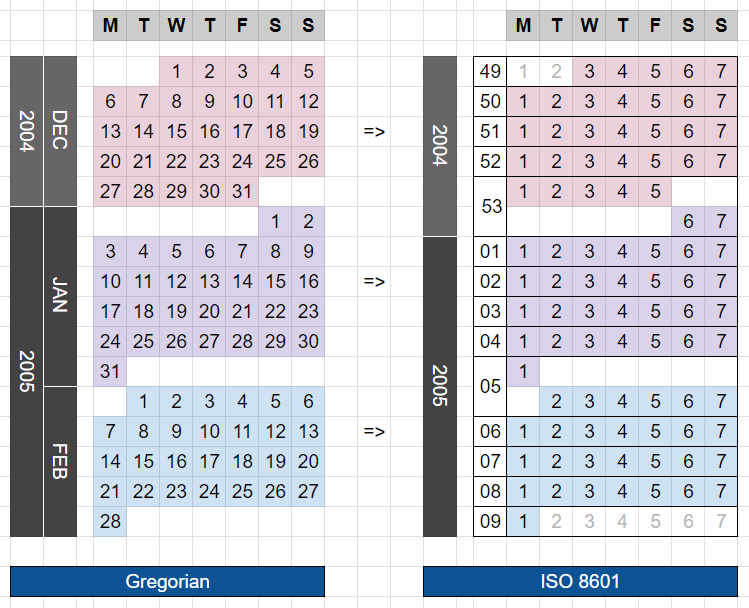 M T W T F S S M T W T F S S
1 2 3 4 5 49 1 2 3 4 5 6 7
6 7 8 9 10 11 12 50 1 2 3 4 5 6 7
2004 DEC 13 14 15 16 17 18 19 => 2004 51 1 2 3 4 5 6 7
20 21 22 23 24 25 26 52 1 2 3 4 5 6 7
27 28 29 30 31 53 1 2 3 4 5
1 2 6 7
3 4 5 6 7 8 9 01 1 2 3 4 5 6 7
JAN 10 11 12 13 14 15 16 => 02 1 2 3 4 5 6 7
17 18 19 20 21 22 23 03 1 2 3 4 5 6 7
24 25 26 27 28 29 30 04 1 2 3 4 5 6 7
2005 31 2005 05 1
1 2 3 4 5 6 2 3 4 5 6 7
7 8 9 10 11 12 13 => 06 1 2 3 4 5 6 7
FEB 14 15 16 17 18 19 20 07 1 2 3 4 5 6 7
21 22 23 24 25 26 27 08 1 2 3 4 5 6 7
28 09 1 2 3 4 5 6 7
Gregorian ISO 8601